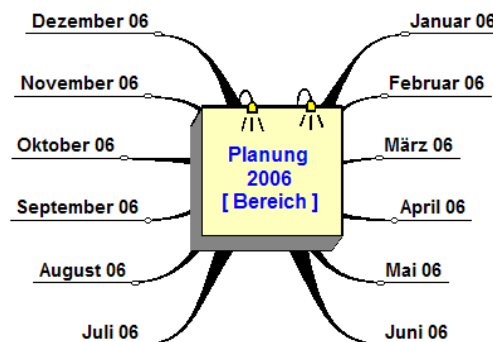 Dezember 06
Januar 06
November 06
Februar 06
Planung
2006
[ Bereich ]
Oktober 06
März 06
September 06
April 06
August 06
Mai 06
Juli 06
Juni 06